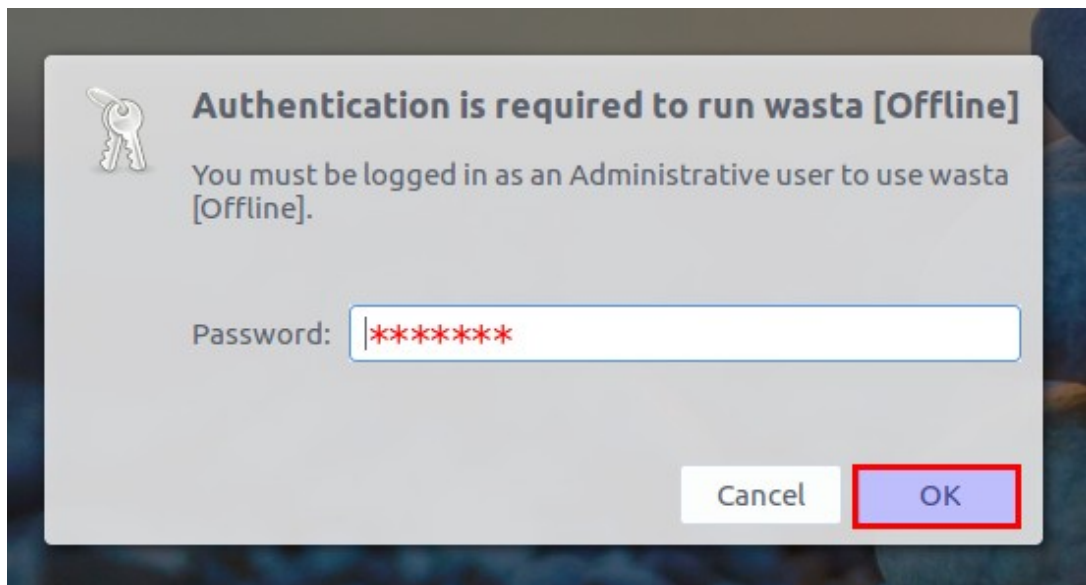 Authentication is required to run wasta [Offline]
You must be logged in as an Administrative user to use wasta
[Offline].
Password: *******
Cancel OK